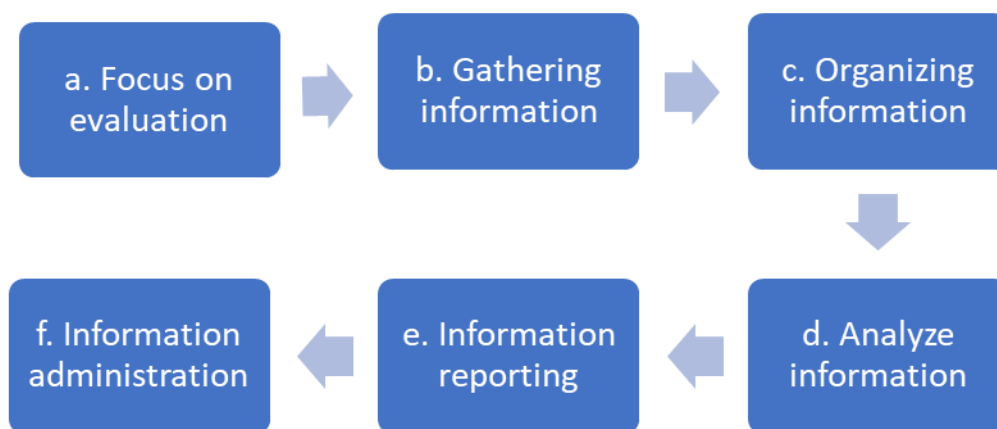 a. Focus on
evaluation
b. Gathering
information
c. Organizing
information
d. Analyze
information
e. Information
reporting
f. Information
administration